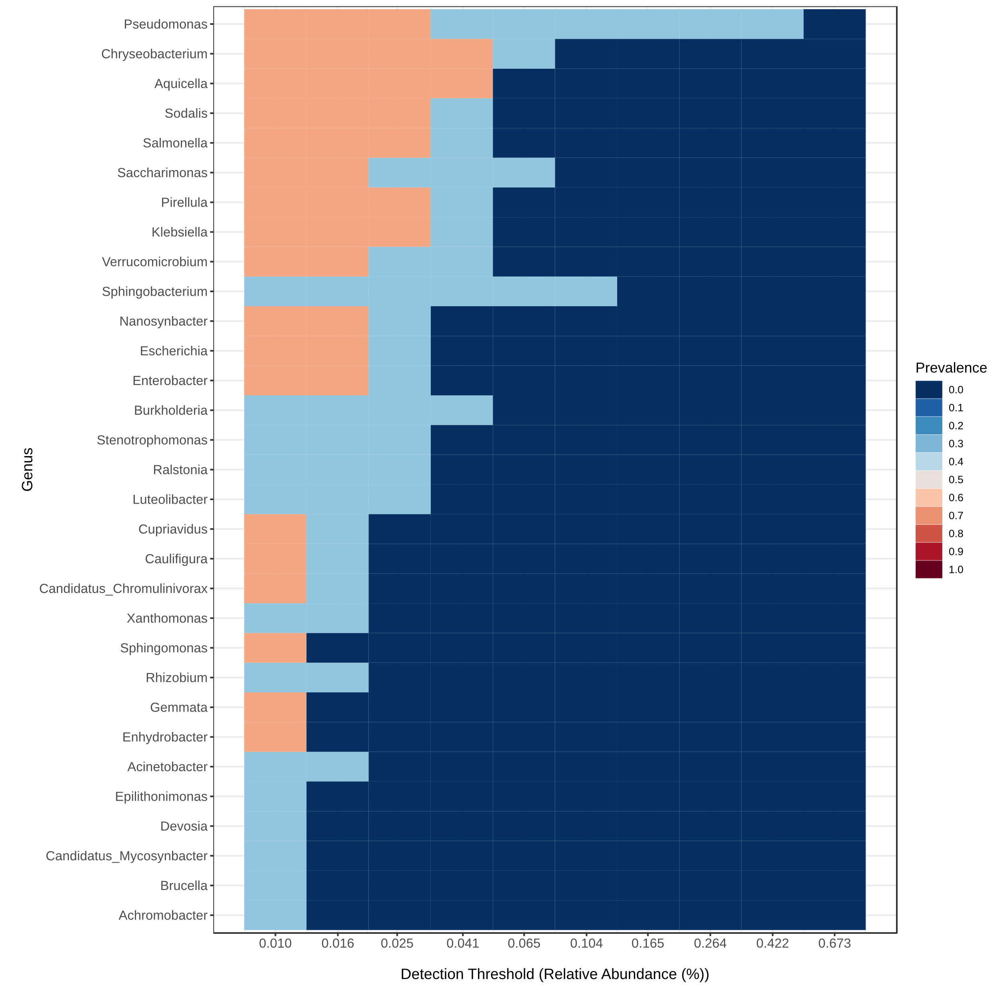 Pseudomonas
Chryseobacterium
Aquicella
Sodalis
Salmonella
Saccharimonas
Pirellula
Klebsiella
Verrucomicrobium
Sphingobacterium
Nanosynbacter
Escherichia
Enterobacter
Burkholderia
Stenotrophomonas
Ralstonia
Luteolibacter
Cupriavidus
Caulifigura
Candidatus_Chromulinivorax
Xanthomonas
Sphingomonas
Rhizobium
Gemmata
Enhydrobacter
Acinetobacter
Epilithonimonas
Devosia
Candidatus_Mycosynbacter
Brucella
Achromobacter
Genus
0.010 0.016 0.025 0.041 0.065 0.104 0.165 0.264 0.422 0.673
Detection Threshold (Relative Abundance (%))
Prevalence
0.0
0.1
0.2
0.3
0.4
0.5
0.6
0.7
0.8
0.9
1.0